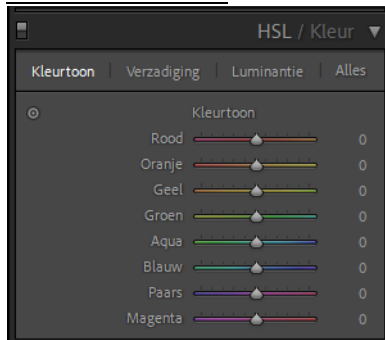 HSL / Kleur
Kleurtoon | Verzadiging | Luminantie | Alles
Kleurtoon
Rood 0
Oranje 0
Geel 0
Groen 0
Aqua 0
Blauw 0
Paars 0
Magenta 0